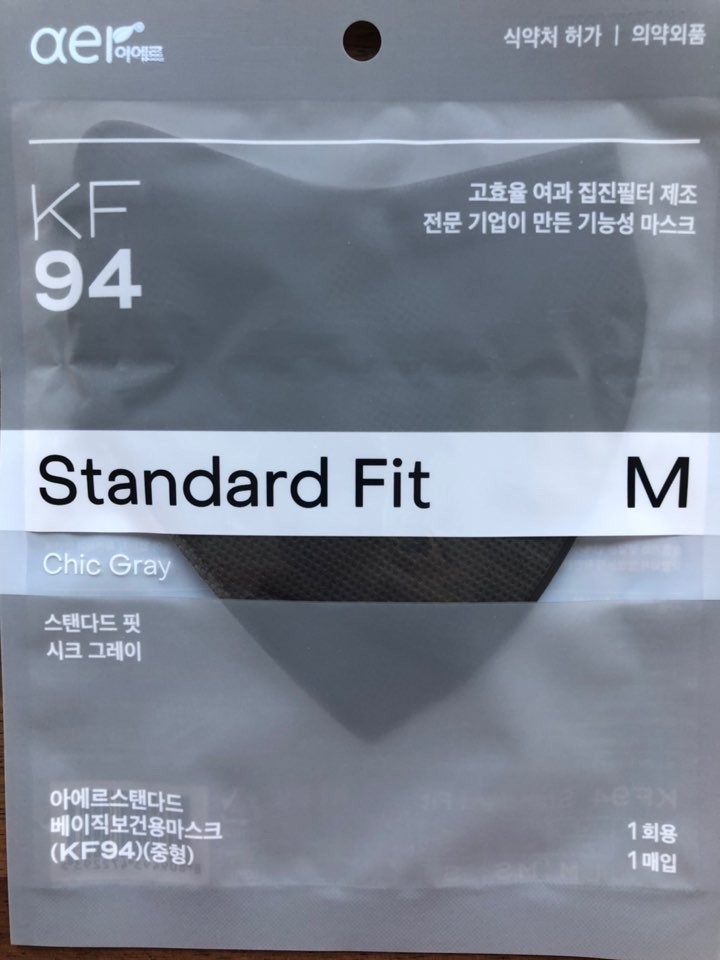 aer 아에르
식약처 허가 | 의약외품
KF
94
고효율 여과 집진필터 제조
전문 기업이 만든 기능성 마스크
Standard Fit M
Chic Gray
스탠다드 핏
시크 그레이
아에르스탠다드
베이직보건용마스크
(KF94)(중형)
1회용
1매입